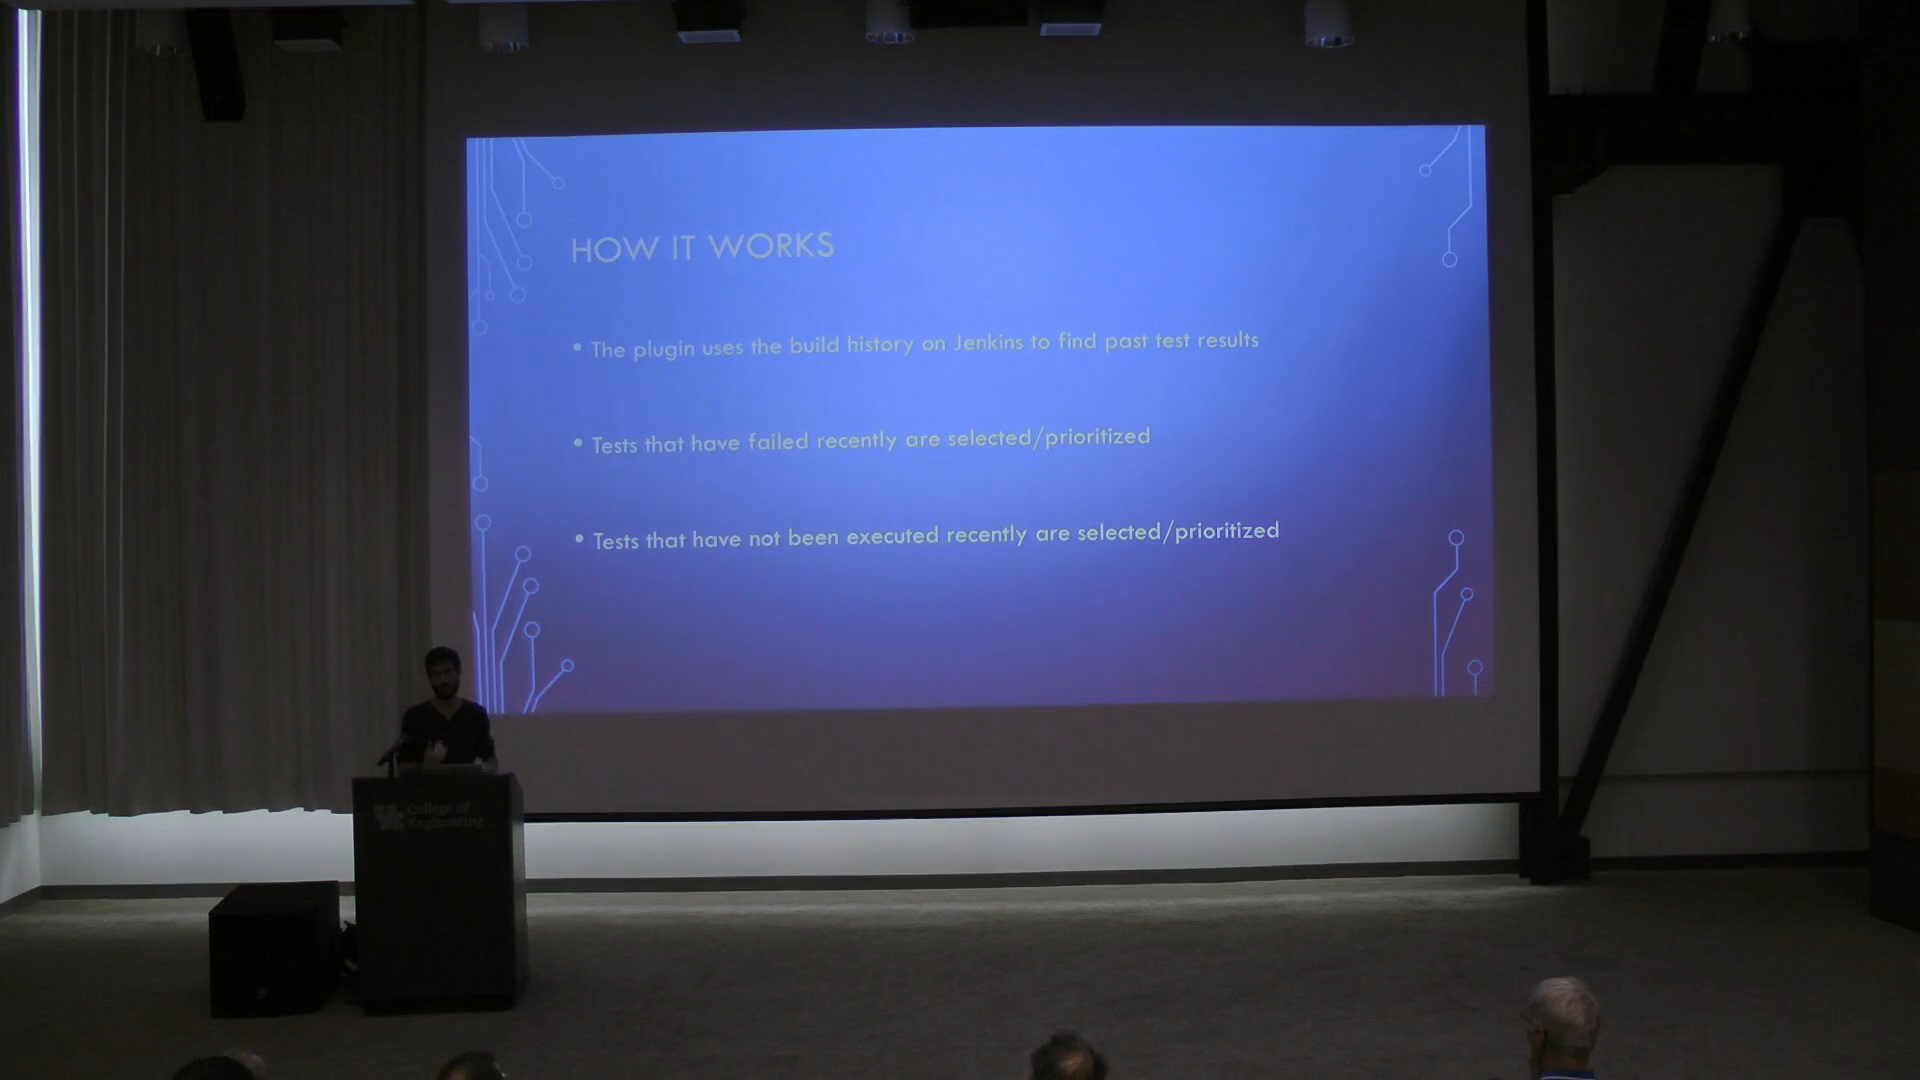 HOW IT WORKS
• The plugin uses the build history on Jenkins to find past test results
• Tests that have failed recently are selected/prioritized
• Tests that have not been executed recently are selected/prioritized
College of
Engineering